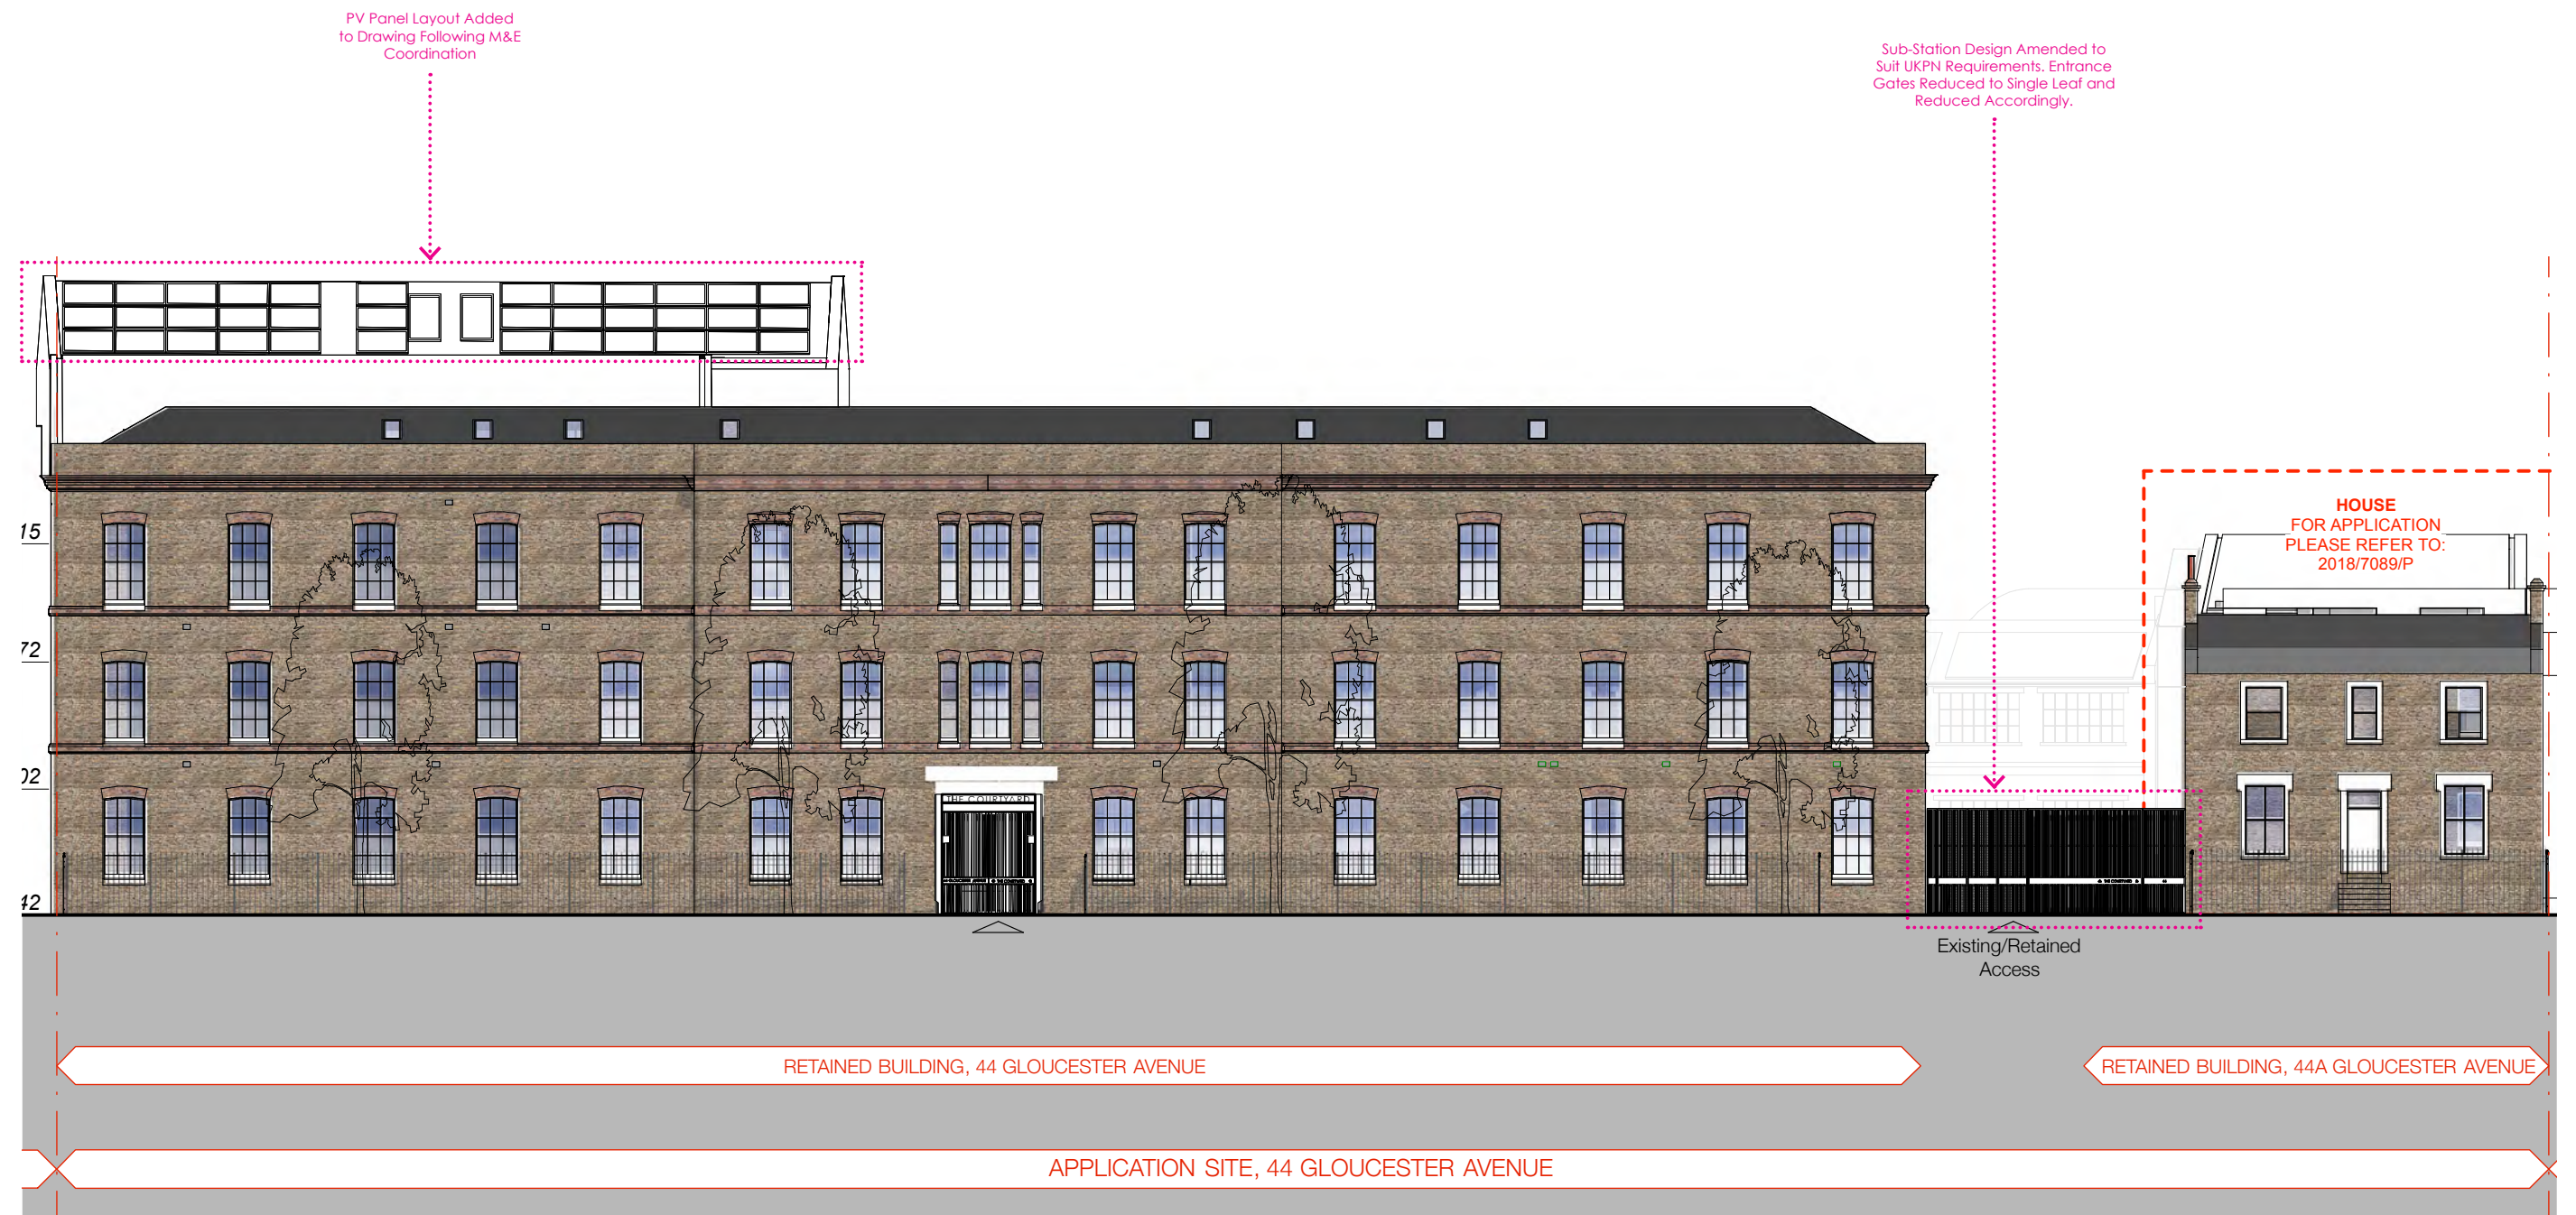 PV Panel Layout Added
to Drawing Following M&E
Coordination
Sub-Station Design Amended to
Suit UKPN Requirements. Entrance
Gates Reduced to Single Leaf and
Reduced Accordingly.
HOUSE
FOR APPLICATION
PLEASE REFER TO:
2018/7089/P
15
72
02
42
THE COURTYARD
Existing/Retained
Access
RETAINED BUILDING, 44 GLOUCESTER AVENUE
RETAINED BUILDING, 44A GLOUCESTER AVENUE
APPLICATION SITE, 44 GLOUCESTER AVENUE